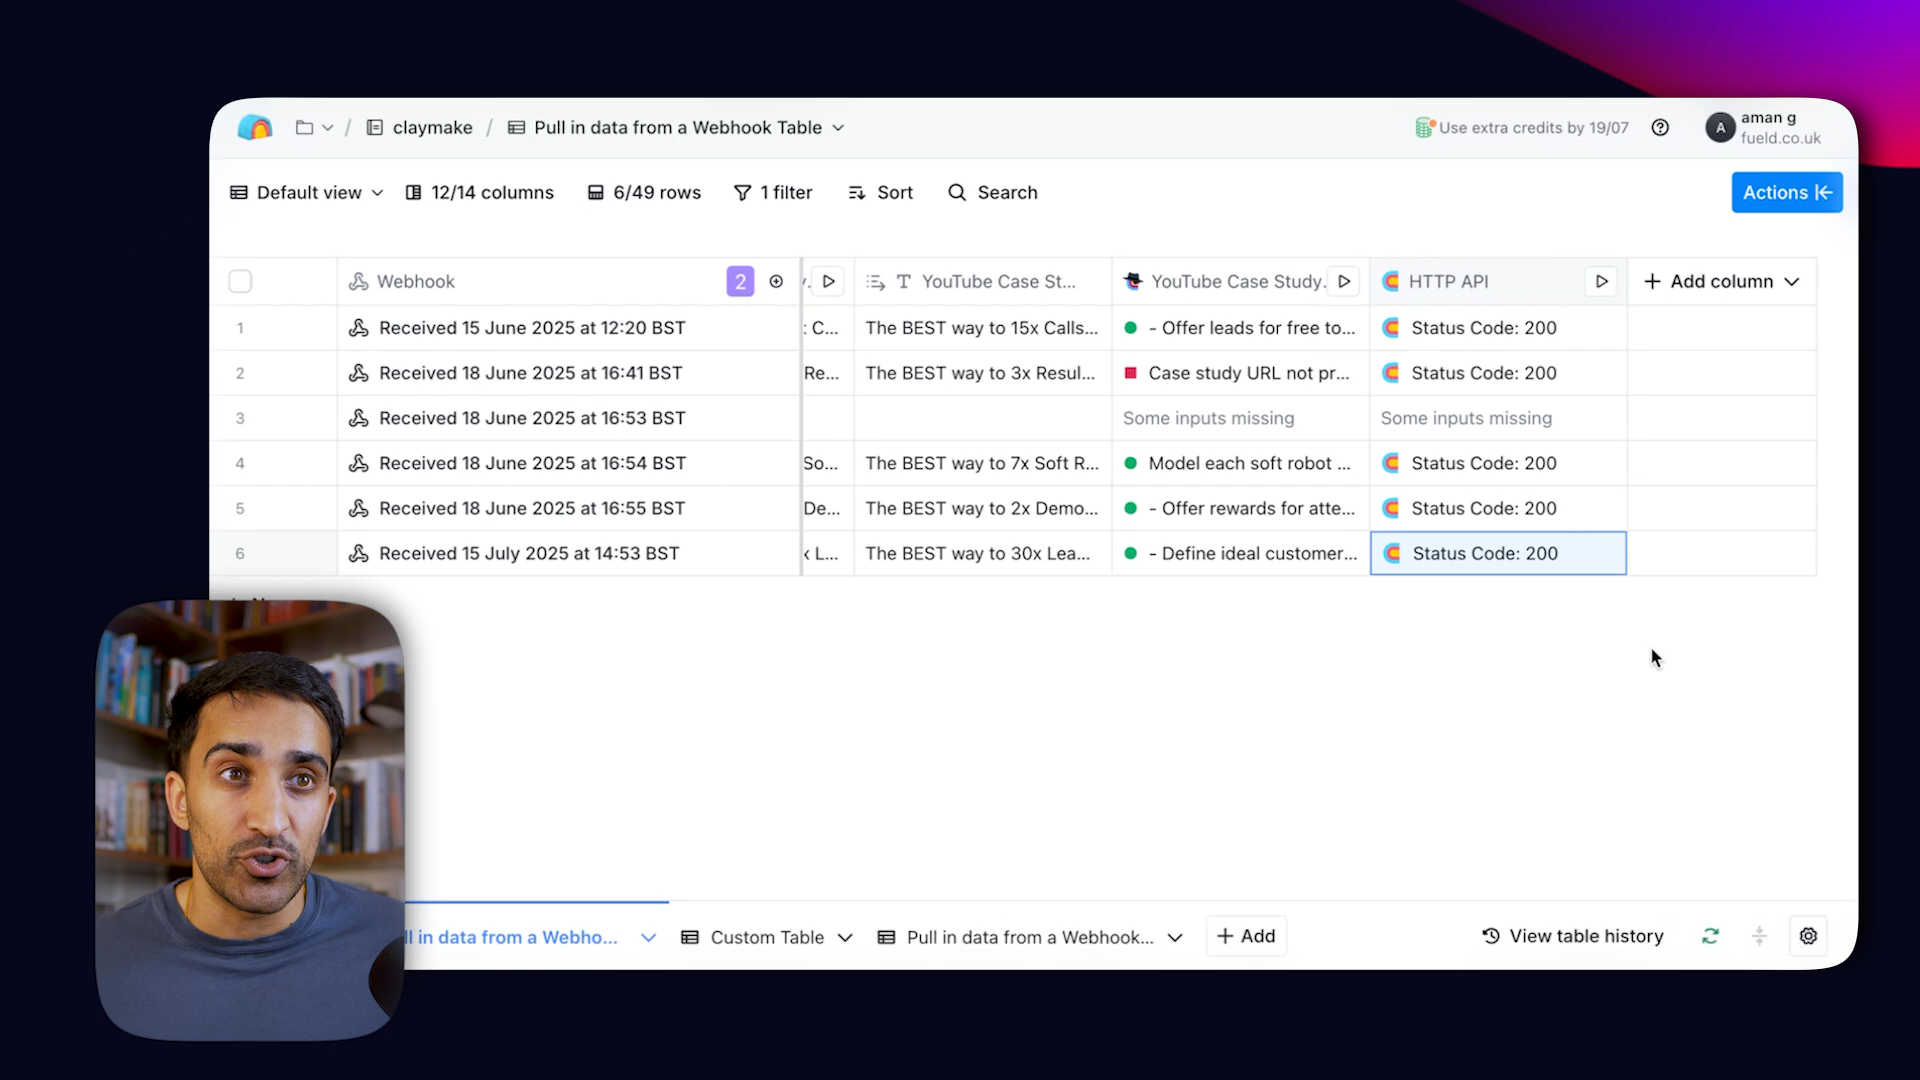 claymake / Pull in data from a Webhook Table
Use extra credits by 19/07
A
aman g
fueld.co.uk
Default view
12/14 columns
6/49 rows
1 filter
Sort
Search
Actions
Webhook 2
YouTube Case St...
YouTube Case Study.
HTTP API
+ Add column
1 Received 15 June 2025 at 12:20 BST : C... The BEST way to 15x Calls... - Offer leads for free to... Status Code: 200
2 Received 18 June 2025 at 16:41 BST Re... The BEST way to 3x Resul... Case study URL not pr... Status Code: 200
3 Received 18 June 2025 at 16:53 BST Some inputs missing Some inputs missing
4 Received 18 June 2025 at 16:54 BST So... The BEST way to 7x Soft R... Model each soft robot ... Status Code: 200
5 Received 18 June 2025 at 16:55 BST De... The BEST way to 2x Demo... - Offer rewards for atte... Status Code: 200
6 Received 15 July 2025 at 14:53 BST x L... The BEST way to 30x Lea... - Define ideal customer... Status Code: 200
ll in data from a Webho...
Custom Table
Pull in data from a Webhook...
+ Add
View table history